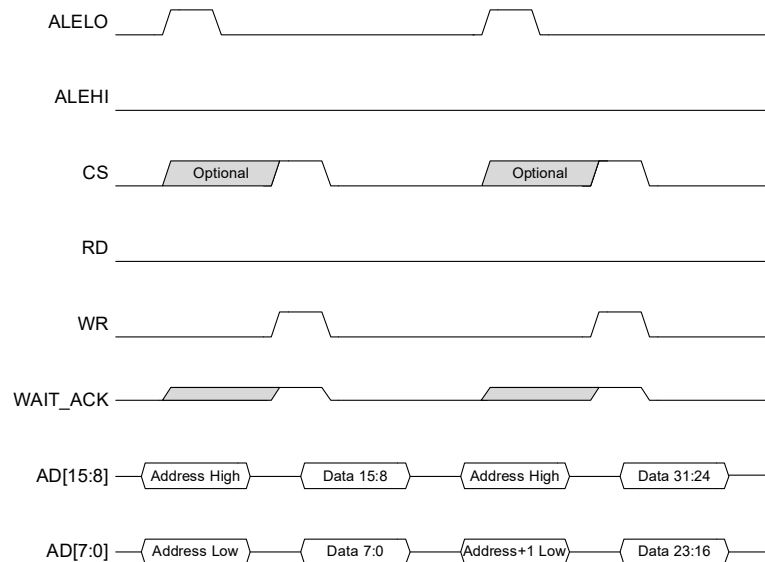 ALELO
ALEHI
CS Optional Optional
RD
WR
WAIT_ACK
AD[15:8] Address High Data 15:8 Address High Data 31:24
AD[7:0] Address Low Data 7:0 Address+1 Low Data 23:16